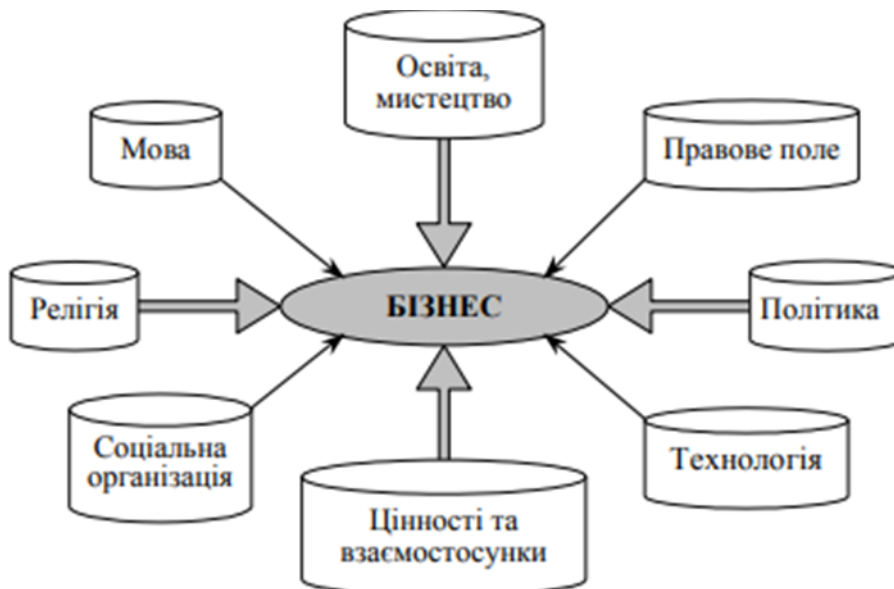 Освіта,
мистецтво
Мова
Правове поле
Релігія
БІЗНЕС
Політика
Соціальна
організація
Технологія
Цінності та
взаємостосунки